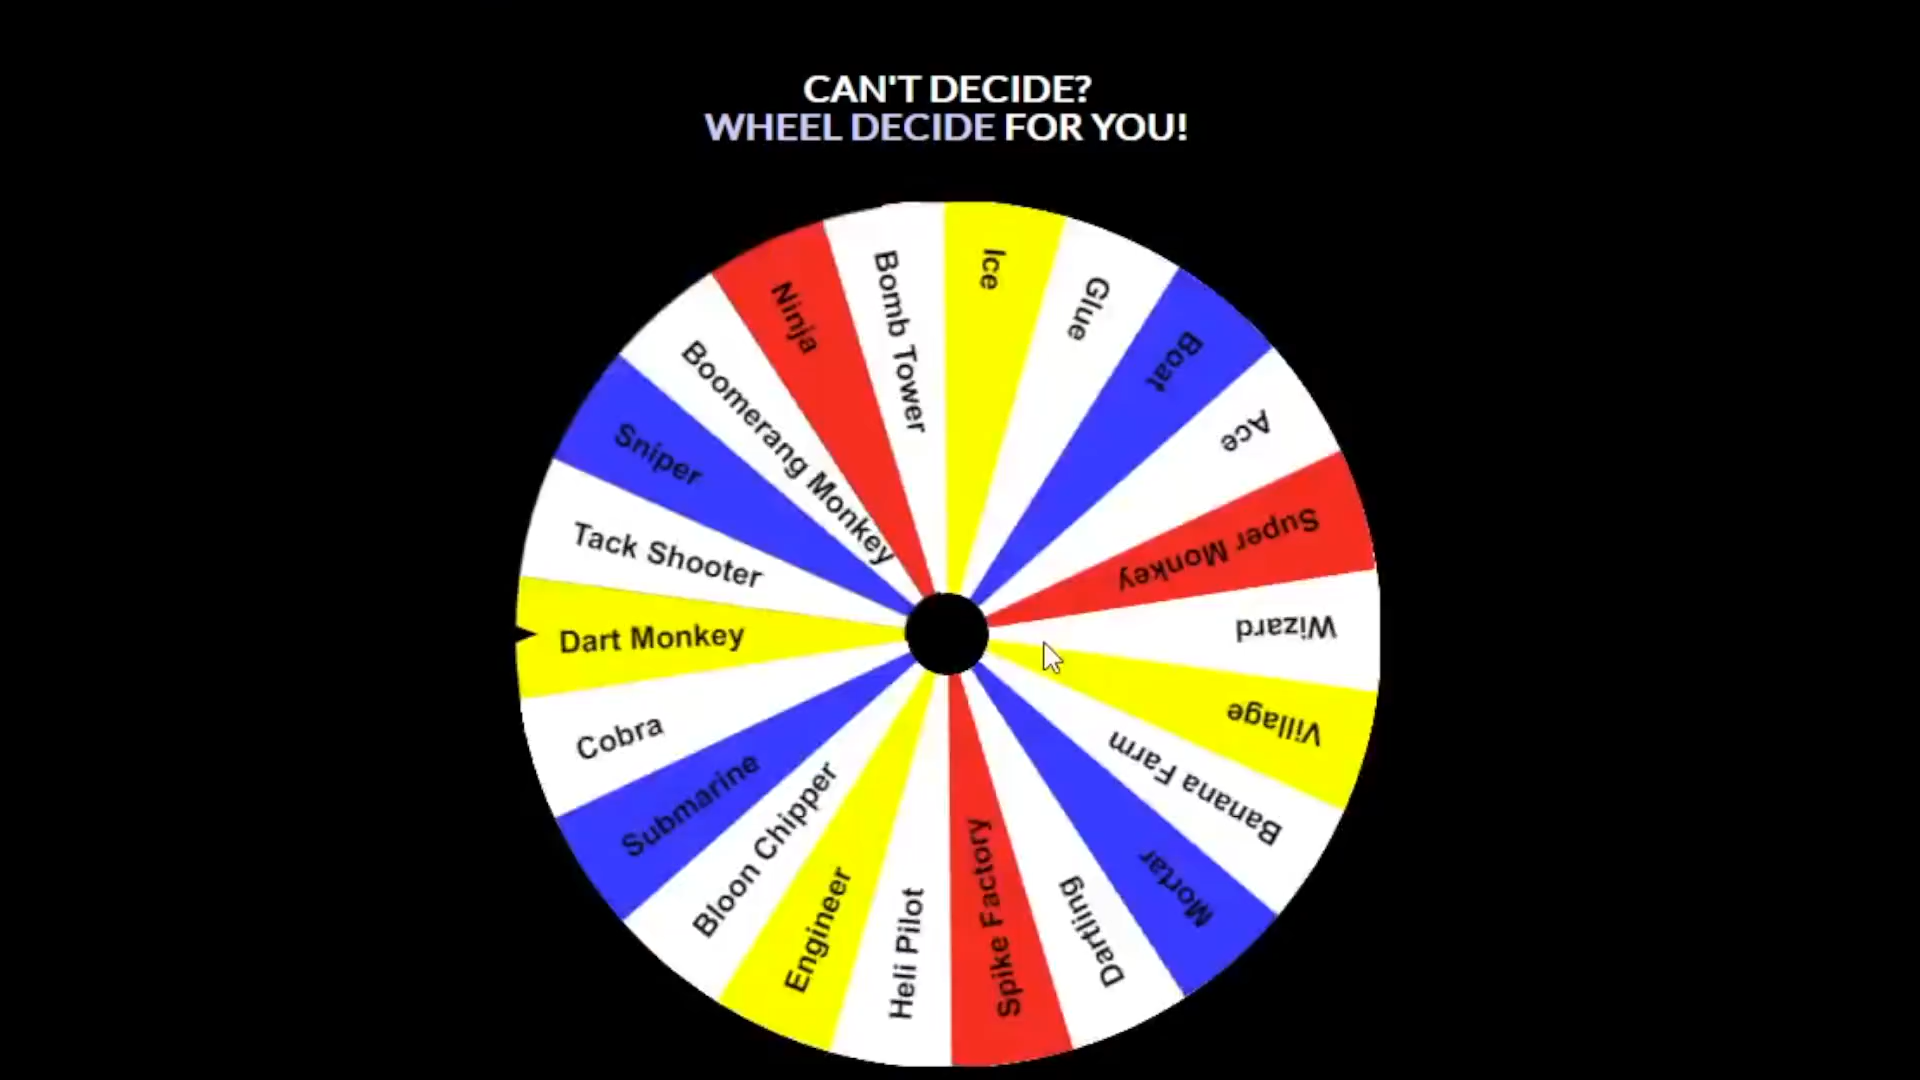 CAN'T DECIDE?
WHEEL DECIDE FOR YOU!
Ice
Glue
Boat
Ace
Super Monkey
Wizard
Village
Banana Farm
Mortar
Dartling
Spike Factory
Heli Pilot
Engineer
Bloon Chipper
Submarine
Cobra
Dart Monkey
Tack Shooter
Sniper
Boomerang Monkey
Ninja
Bomb Tower